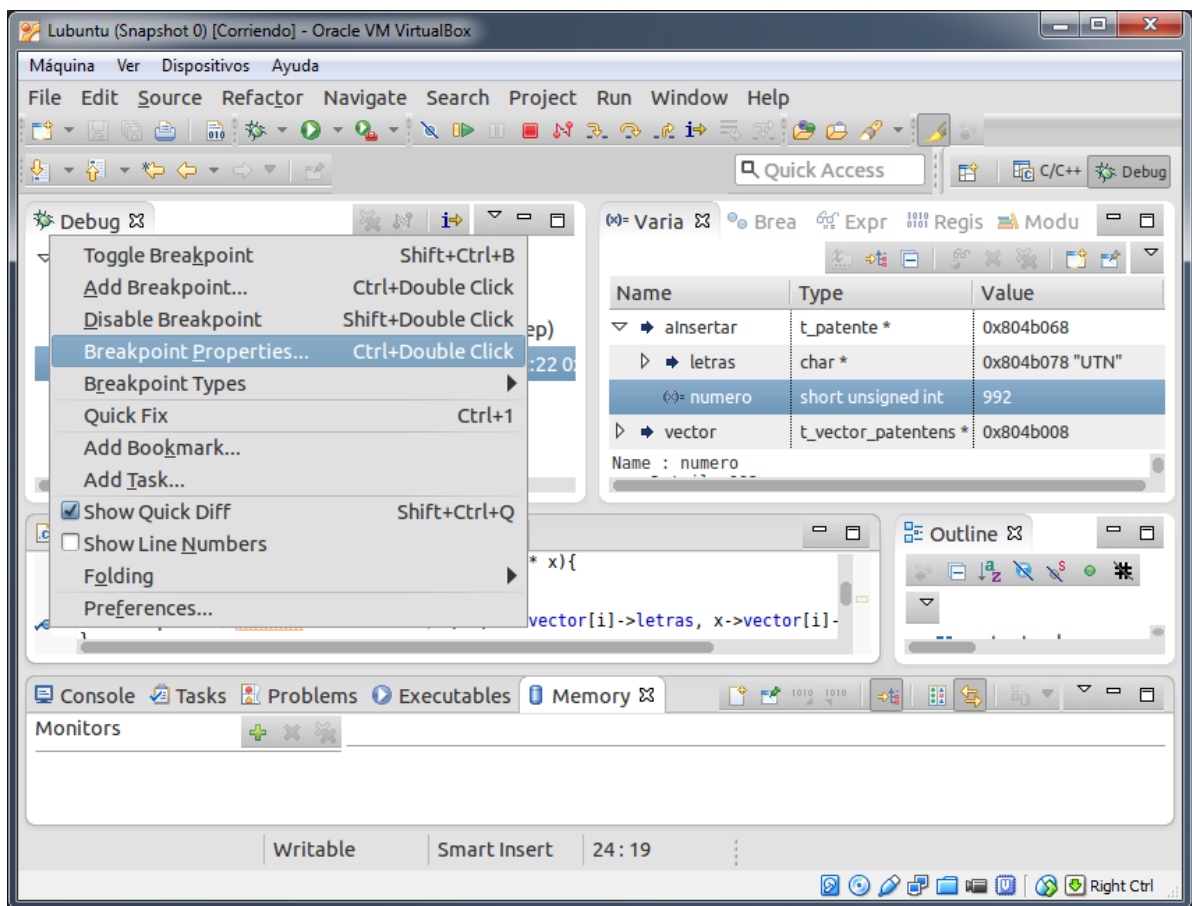 Lubuntu (Snapshot 0) [Corriendo] - Oracle VM VirtualBox
Máquina Ver Dispositivos Ayuda
File Edit Source Refactor Navigate Search Project Run Window Help
Quick Access
C/C++
Debug
Debug
Toggle Breakpoint Shift+Ctrl+B
Add Breakpoint... Ctrl+Double Click
Disable Breakpoint Shift+Double Click
Breakpoint Properties... Ctrl+Double Click
Breakpoint Types
Quick Fix Ctrl+1
Add Bookmark...
Add Task...
Show Quick Diff Shift+Ctrl+Q
Show Line Numbers
Folding
Preferences...
ep)
:22 0
(x)= Varia Brea Expr Regis Modu
Name Type Value
aInsertar t_patente * 0x804b068
letras char * 0x804b078 "UTN"
(x)= numero short unsigned int 992
vector t_vector_patentens * 0x804b008
Name : numero
* x){
vector[i]->letras, x->vector[i]-
}
Outline
Console Tasks Problems Executables Memory
Monitors
Writable Smart Insert 24 : 19
Right Ctrl